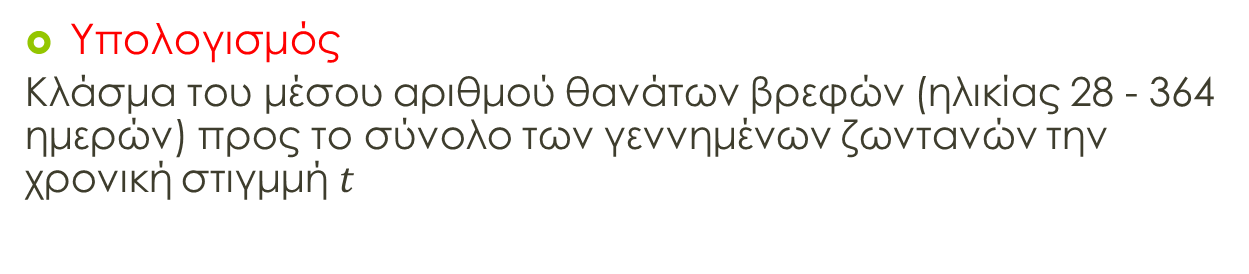 Υπολογισμός
Κλάσμα του μέσου αριθμού θανάτων βρεφών (ηλικίας 28 - 364
ημερών) προς το σύνολο των γεννημένων ζωντανών την
χρονική στιγμμή t